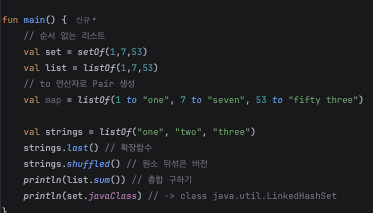 fun main() { 신규 *
// 순서 없는 리스트
val set = setOf(1,7,53)
val list = listOf(1,7,53)
// to 연산자로 Pair 생성
val map = listOf(1 to "one", 7 to "seven", 53 to "fifty three")
val strings = listOf("one", "two", "three")
strings.last() // 확장함수
strings.shuffled() // 원소 뒤섞은 버전
println(list.sum()) // 총합 구하기
println(set.javaClass) // -> class java.util.LinkedHashSet
}